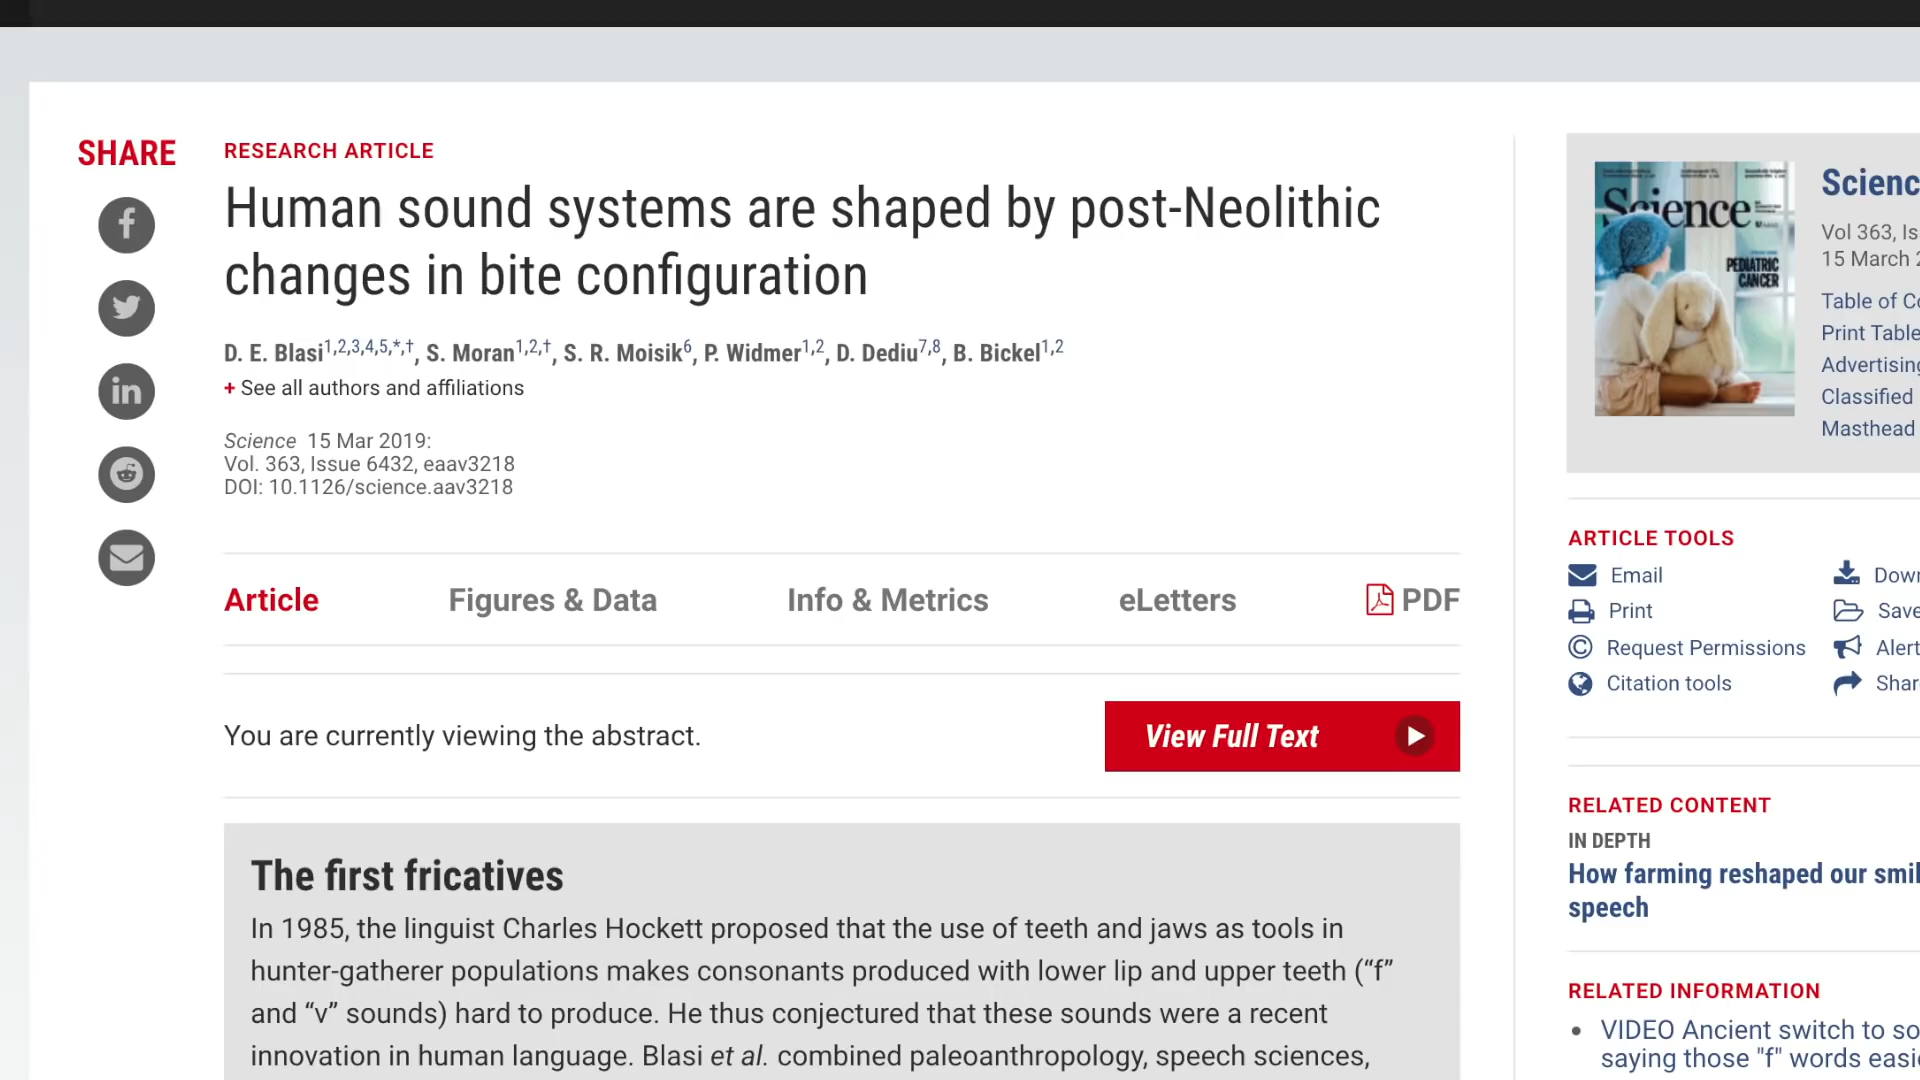 SHARE
RESEARCH ARTICLE
Human sound systems are shaped by post-Neolithic
changes in bite configuration
D. E. Blasi1,2,3,4,5,*,†, S. Moran1,2,†, S. R. Moisik6, P. Widmer1,2, D. Dediu7,8, B. Bickel1,2
+ See all authors and affiliations
Science 15 Mar 2019:
Vol. 363, Issue 6432, eaav3218
DOI: 10.1126/science.aav3218
Article
Figures & Data
Info & Metrics
eLetters
PDF
You are currently viewing the abstract.
View Full Text
The first fricatives
In 1985, the linguist Charles Hockett proposed that the use of teeth and jaws as tools in
hunter-gatherer populations makes consonants produced with lower lip and upper teeth (“f”
and “v” sounds) hard to produce. He thus conjectured that these sounds were a recent
innovation in human language. Blasi et al. combined paleoanthropology, speech sciences,
Science
PEDIATRIC
CANCER
Scienc
Vol 363, Is
15 March 2
Table of Co
Print Table
Advertising
Classified
Masthead
ARTICLE TOOLS
Email
Down
Print
Save
Request Permissions
Alert
Citation tools
Shar
RELATED CONTENT
IN DEPTH
How farming reshaped our smil
speech
RELATED INFORMATION
• VIDEO Ancient switch to so
saying those "f" words easie